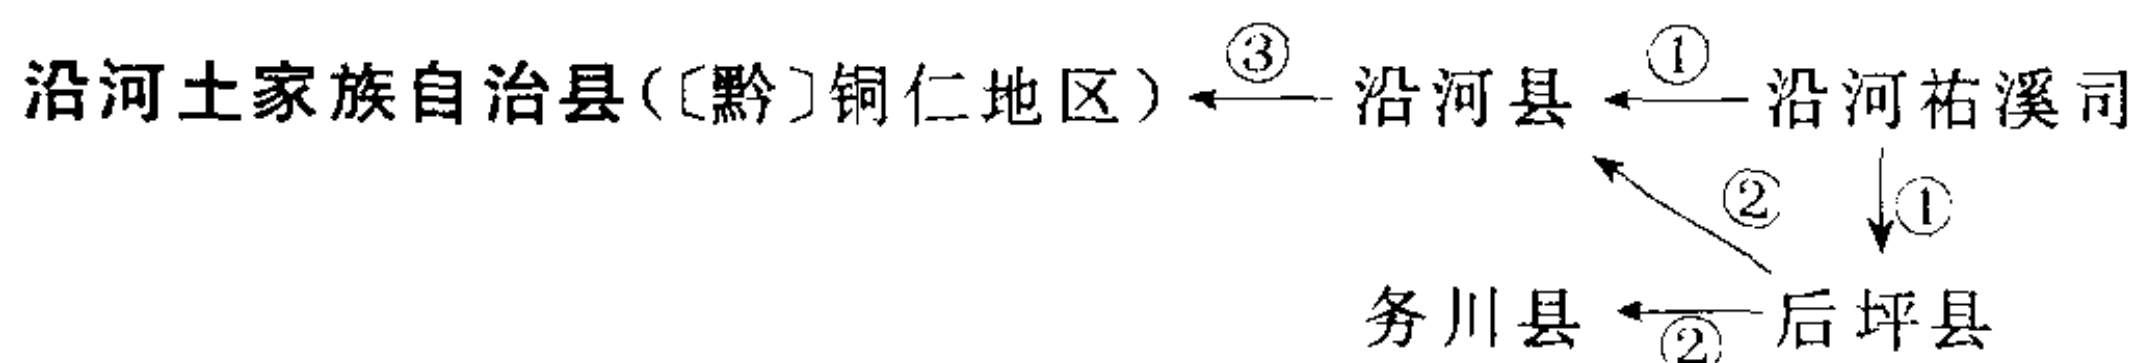 沿河土家族自治县(〔黔〕铜仁地区) ③ 沿河县 ① 沿河祐溪司
② ①
务川县 ② 后坪县